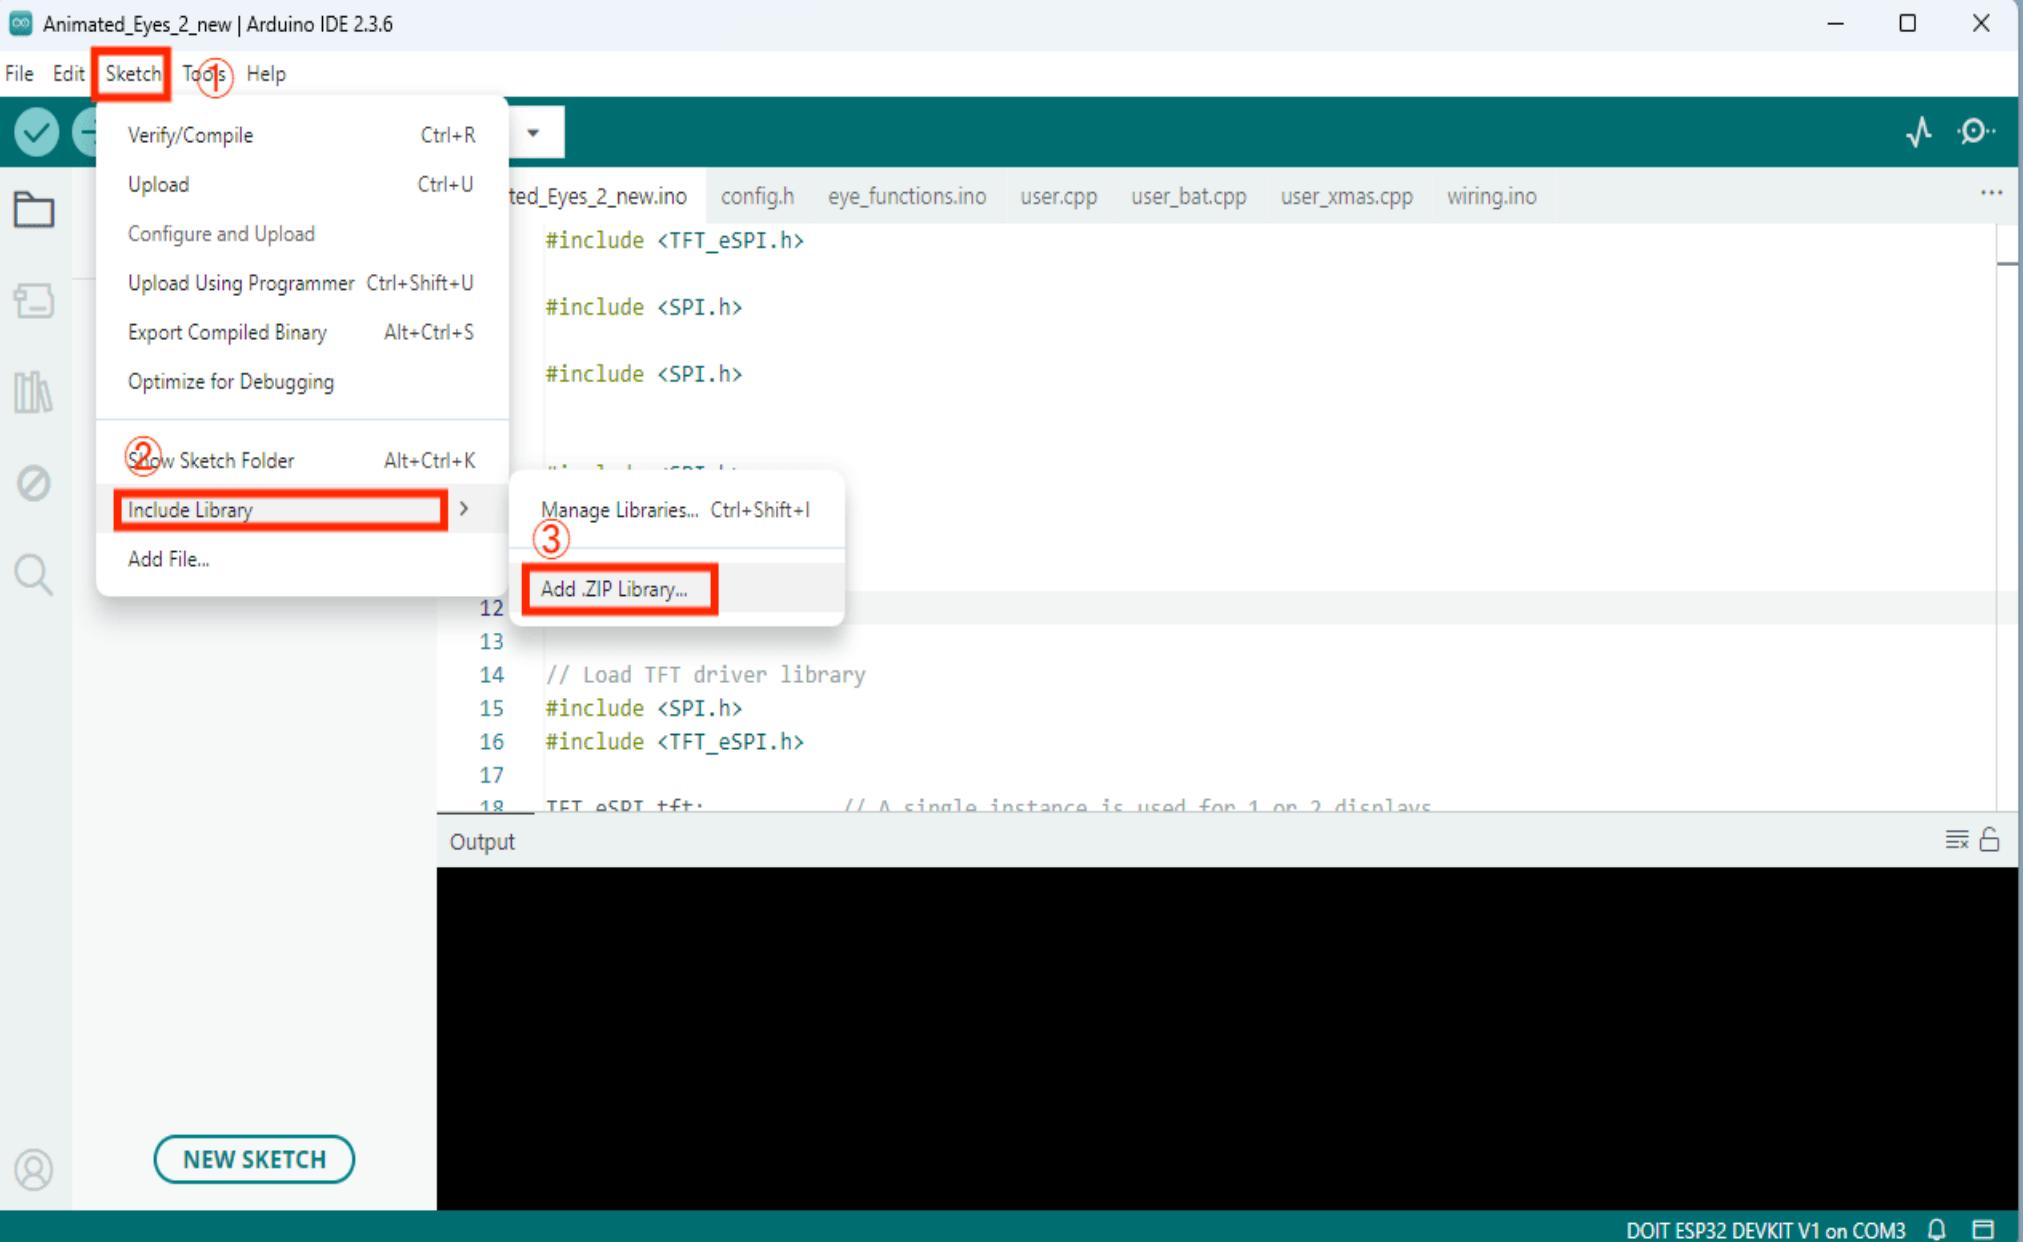 Animated_Eyes_2_new | Arduino IDE 2.3.6
File Edit Sketch Tools Help
①
Verify/Compile Ctrl+R
Upload Ctrl+U
Configure and Upload
Upload Using Programmer Ctrl+Shift+U
Export Compiled Binary Alt+Ctrl+S
Optimize for Debugging
②
Show Sketch Folder Alt+Ctrl+K
Include Library
Add File...
Manage Libraries... Ctrl+Shift+I
③
Add .ZIP Library...
ted_Eyes_2_new.ino config.h eye_functions.ino user.cpp user_bat.cpp user_xmas.cpp wiring.ino
#include <TFT_eSPI.h>
#include <SPI.h>
#include <SPI.h>
12
13
14 // Load TFT driver library
15 #include <SPI.h>
16 #include <TFT_eSPI.h>
17
18 TFT_eSPI tft; // A single instance is used for 1 or 2 displays
Output
NEW SKETCH
DOIT ESP32 DEVKIT V1 on COM3